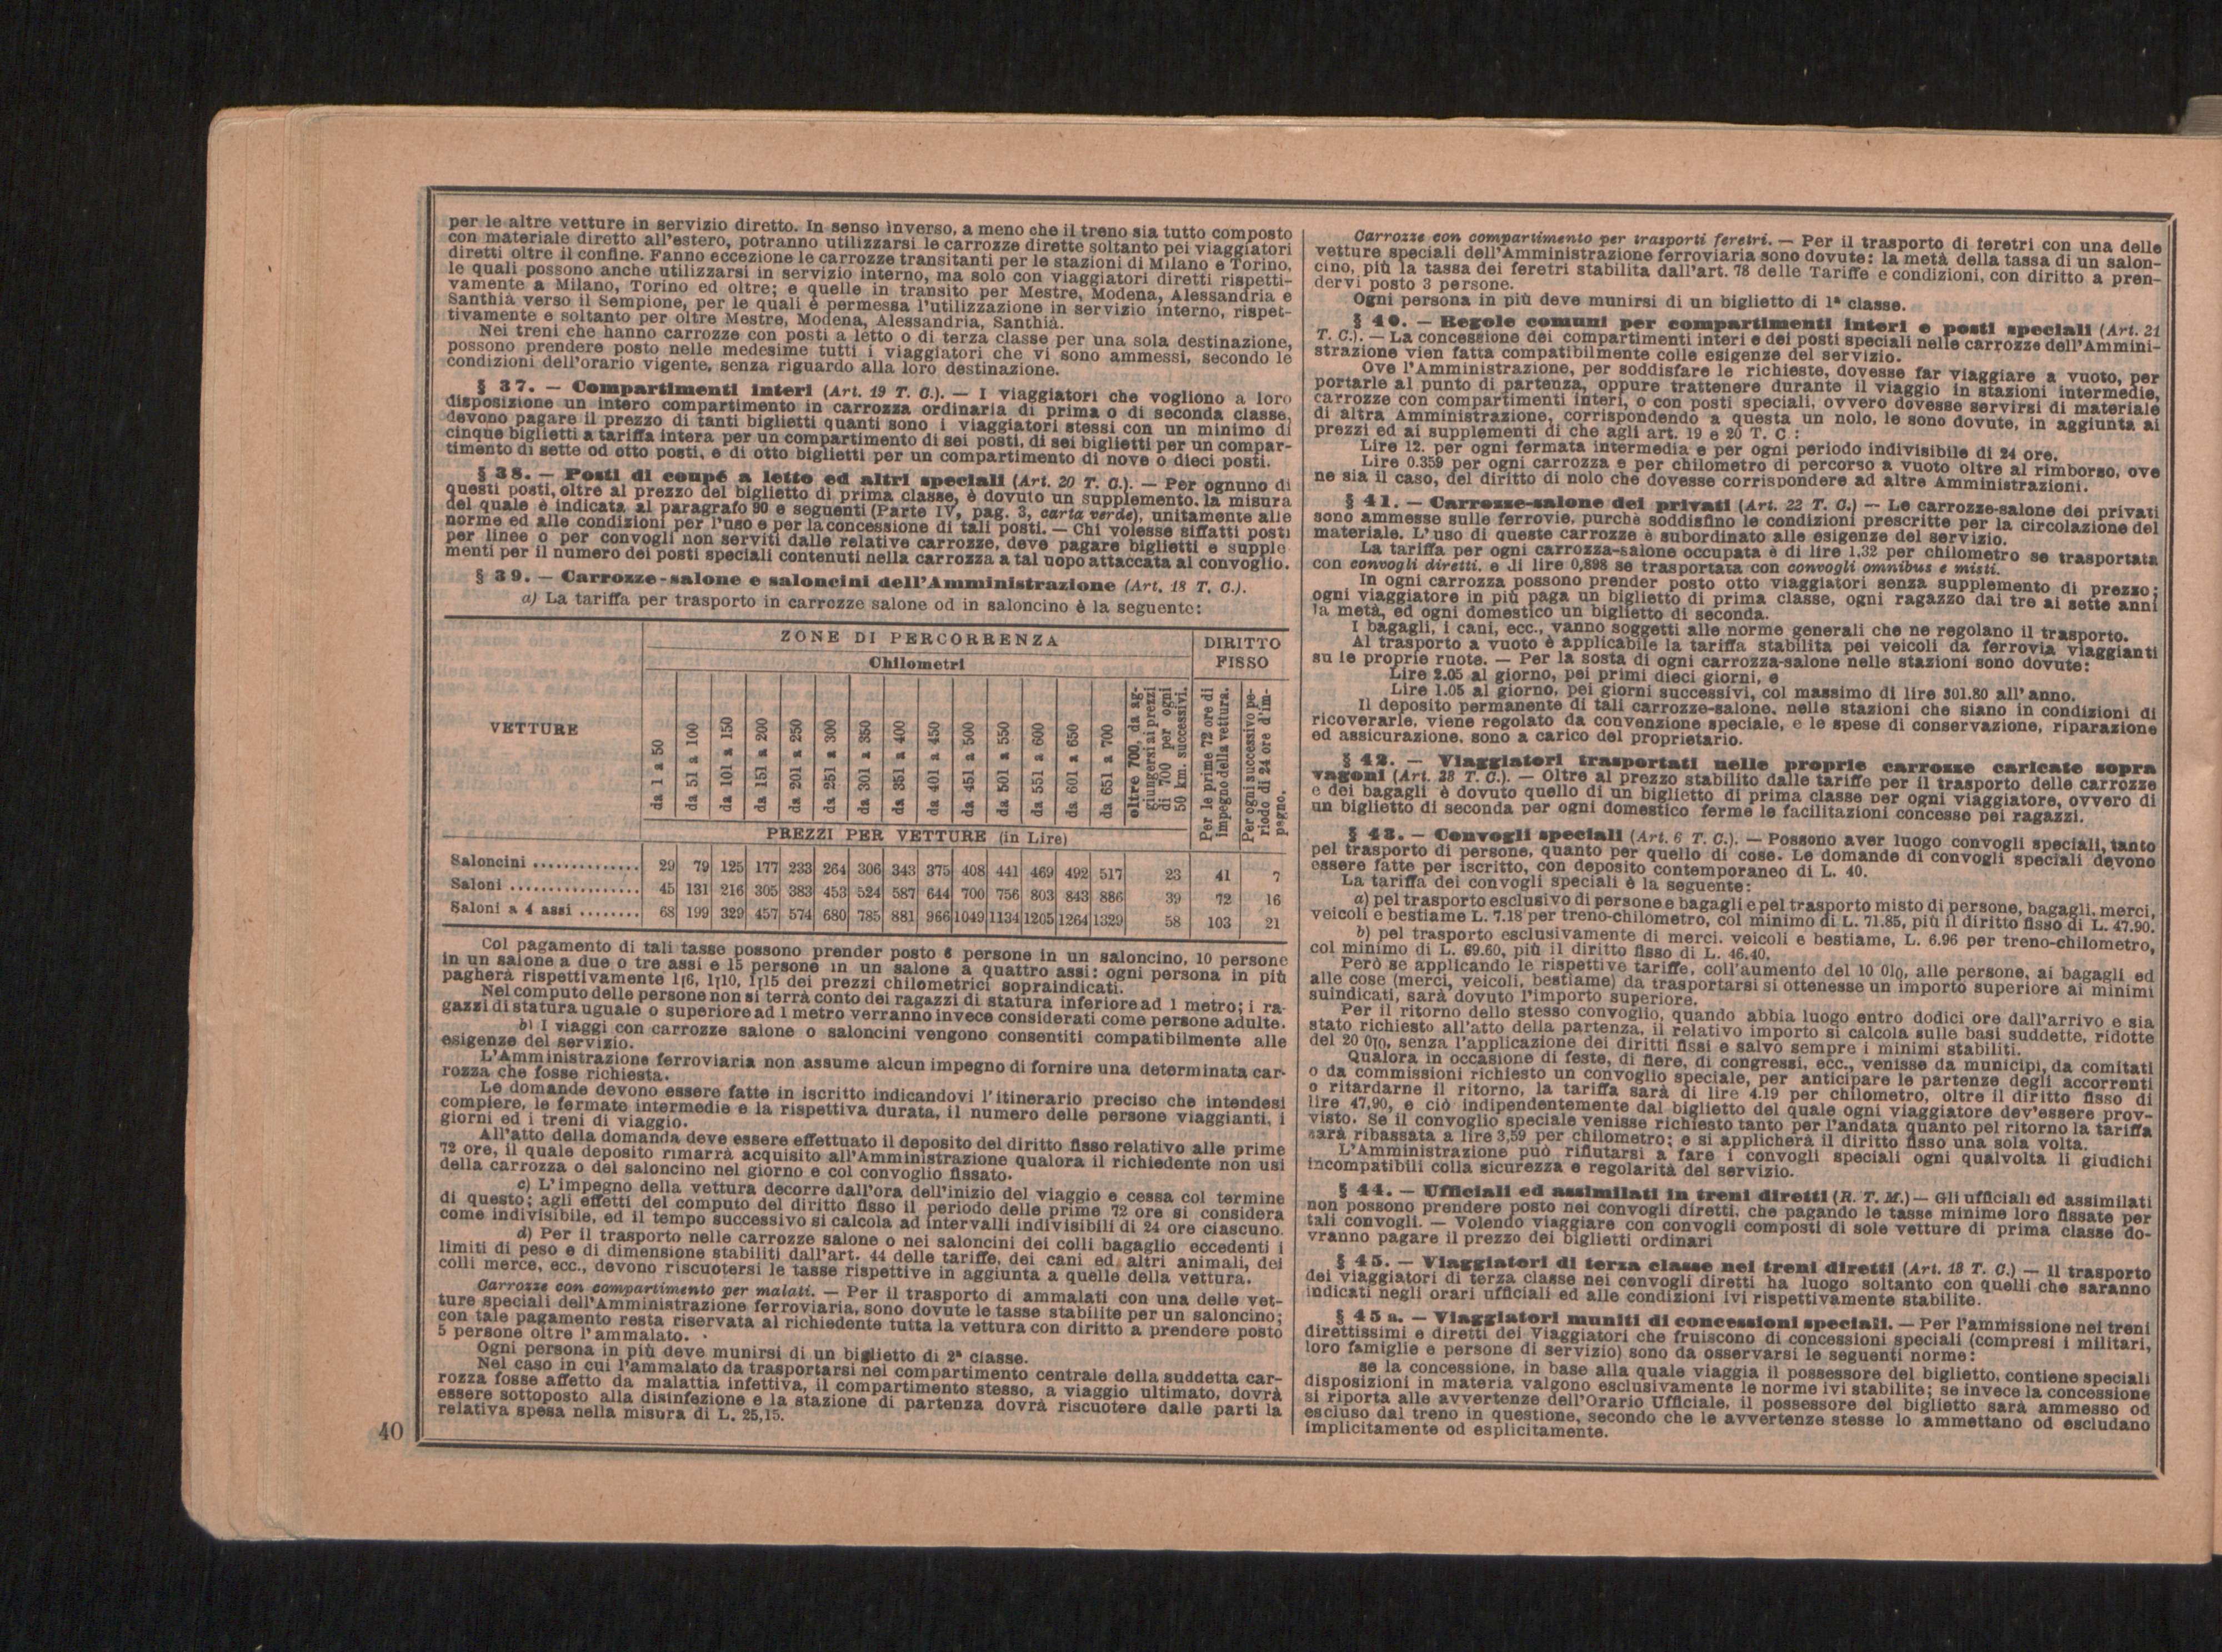 per le altre vetture in servizio diretto. In senso inverso, a meno che il treno sia tutto composto
con materiale diretto all'estero, potranno utilizzarsi le carrozze dirette soltanto pei viaggiatori
diretti oltre il confine. Fanno eccezione le carrozze transitanti per le stazioni di Milano e Torino,
le quali possono anche utilizzarsi in servizio interno, ma solo con viaggiatori diretti rispetti-
vamente a Milano, Torino ed oltre; e quelle in transito per Mestre, Modena, Alessandria e
Santhià verso il Sempione, per le quali è permessa l'utilizzazione in servizio interno, rispet-
tivamente e soltanto per oltre Mestre, Modena, Alessandria, Santhià.
Nei treni che hanno carrozze con posti a letto o di terza classe per una sola destinazione,
possono prendere posto nelle medesime tutti i viaggiatori che vi sono ammessi, secondo le
condizioni dell'orario vigente, senza riguardo alla loro destinazione.
§ 37. — Compartimenti interi (Art. 19 T. C.). — I viaggiatori che vogliono a loro
disposizione un intero compartimento in carrozza ordinaria di prima o di seconda classe,
devono pagare il prezzo di tanti biglietti quanti sono i viaggiatori stessi con un minimo di
cinque biglietti a tariffa intera per un compartimento di sei posti, di sei biglietti per un compar-
timento di sette od otto posti, e di otto biglietti per un compartimento di nove o dieci posti.
§ 38. — Posti di coupé a letto ed altri speciali (Art. 20 T. C.). — Per ognuno di
questi posti, oltre al prezzo del biglietto di prima classe, è dovuto un supplemento. la misura
del quale è indicata al paragrafo 90 e seguenti (Parte IV, pag. 3, carta verde), unitamente alle
norme ed alle condizioni per l'uso e per la concessione di tali posti. — Chi volesse siffatti posti
per linee o per convogli non serviti dalle relative carrozze, deve pagare biglietti e supple
menti per il numero dei posti speciali contenuti nella carrozza a tal uopo attaccata al convoglio.
§ 39. — Carrozze-salone e saloncini dell'Amministrazione (Art. 18 T. C.).
a) La tariffa per trasporto in carrozze salone od in saloncino è la seguente:
VETTURE
ZONE DI PERCORRENZA
Chilometri
DIRITTO
FISSO
da 1 a 50
da 51 a 100
da 101 a 150
da 151 a 200
da 201 a 250
da 251 a 300
da 301 a 350
da 351 a 400
da 401 a 450
da 451 a 500
da 501 a 550
da 551 a 600
da 601 a 650
da 651 a 700
oltre 700, da ag-
giungersi ai prezzi
di 700 per ogni
50 km. successivi.
Per le prime 72 ore di
impegno della vettura.
Per ogni successivo pe-
riodo di 24 ore d'im-
pegno.
PREZZI PER VETTURE (in Lire)
Saloncini .............. 29 79 125 177 233 264 306 343 375 408 441 469 492 517 23 41 7
Saloni ................ 45 131 216 305 383 453 524 587 644 700 756 803 843 886 39 72 16
Saloni a 4 assi ........ 68 199 329 457 574 680 785 881 966 1049 1134 1205 1264 1329 58 103 21
Col pagamento di tali tasse possono prender posto 6 persone in un saloncino, 10 persone
in un salone a due o tre assi e 15 persone in un salone a quattro assi: ogni persona in più
pagherà rispettivamente 1|6, 1|10, 1|15 dei prezzi chilometrici sopraindicati.
Nel computo delle persone non si terrà conto dei ragazzi di statura inferiore ad 1 metro; i ra-
gazzi di statura uguale o superiore ad 1 metro verranno invece considerati come persone adulte.
b) I viaggi con carrozze salone o saloncini vengono consentiti compatibilmente alle
esigenze del servizio.
L'Amministrazione ferroviaria non assume alcun impegno di fornire una determinata car-
rozza che fosse richiesta.
Le domande devono essere fatte in iscritto indicandovi l'itinerario preciso che intendesi
compiere, le fermate intermedie e la rispettiva durata, il numero delle persone viaggianti, i
giorni ed i treni di viaggio.
All'atto della domanda deve essere effettuato il deposito del diritto fisso relativo alle prime
72 ore, il quale deposito rimarrà acquisito all'Amministrazione qualora il richiedente non usi
della carrozza o del saloncino nel giorno e col convoglio fissato.
c) L'impegno della vettura decorre dall'ora dell'inizio del viaggio e cessa col termine
di questo; agli effetti del computo del diritto fisso il periodo delle prime 72 ore si considera
come indivisibile, ed il tempo successivo si calcola ad intervalli indivisibili di 24 ore ciascuno.
d) Per il trasporto nelle carrozze salone o nei saloncini dei colli bagaglio eccedenti i
limiti di peso e di dimensione stabiliti dall'art. 44 delle tariffe, dei cani ed altri animali, dei
colli merce, ecc., devono riscuotersi le tasse rispettive in aggiunta a quelle della vettura.
Carrozze con compartimento per malati. — Per il trasporto di ammalati con una delle vet-
ture speciali dell'Amministrazione ferroviaria, sono dovute le tasse stabilite per un saloncino;
con tale pagamento resta riservata al richiedente tutta la vettura con diritto a prendere posto
5 persone oltre l'ammalato.
Ogni persona in più deve munirsi di un biglietto di 2ª classe.
Nel caso in cui l'ammalato da trasportarsi nel compartimento centrale della suddetta car-
rozza fosse affetto da malattia infettiva, il compartimento stesso, a viaggio ultimato, dovrà
essere sottoposto alla disinfezione e la stazione di partenza dovrà riscuotere dalle parti la
relativa spesa nella misura di L. 25,15.
40
Carrozze con compartimento per trasporti feretri. — Per il trasporto di feretri con una delle
vetture speciali dell'Amministrazione ferroviaria sono dovute: la metà della tassa di un salon-
cino, più la tassa dei feretri stabilita dall'art. 78 delle Tariffe e condizioni, con diritto a pren-
dervi posto 3 persone.
Ogni persona in più deve munirsi di un biglietto di 1ª classe.
§ 40. — Regole comuni per compartimenti interi e posti speciali (Art. 21
T. C.). — La concessione dei compartimenti interi e dei posti speciali nelle carrozze dell'Ammini-
strazione vien fatta compatibilmente colle esigenze del servizio.
Ove l'Amministrazione, per soddisfare le richieste, dovesse far viaggiare a vuoto, per
portarle al punto di partenza, oppure trattenere durante il viaggio in stazioni intermedie,
carrozze con compartimenti interi, o con posti speciali, ovvero dovesse servirsi di materiale
di altra Amministrazione, corrispondendo a questa un nolo, le sono dovute, in aggiunta ai
prezzi ed ai supplementi di che agli art. 19 e 20 T. C :
Lire 12. per ogni fermata intermedia e per ogni periodo indivisibile di 24 ore.
Lire 0.359 per ogni carrozza e per chilometro di percorso a vuoto oltre al rimborso, ove
ne sia il caso, del diritto di nolo che dovesse corrispondere ad altre Amministrazioni.
§ 41. — Carrozze-salone dei privati (Art. 22 T. C.) — Le carrozze-salone dei privati
sono ammesse sulle ferrovie, purchè soddisfino le condizioni prescritte per la circolazione del
materiale. L'uso di queste carrozze è subordinato alle esigenze del servizio.
La tariffa per ogni carrozza-salone occupata è di lire 1,32 per chilometro se trasportata
con convogli diretti, e di lire 0,898 se trasportata con convogli omnibus e misti.
In ogni carrozza possono prender posto otto viaggiatori senza supplemento di prezzo;
ogni viaggiatore in più paga un biglietto di prima classe, ogni ragazzo dai tre ai sette anni
la metà, ed ogni domestico un biglietto di seconda.
I bagagli, i cani, ecc., vanno soggetti alle norme generali che ne regolano il trasporto.
Al trasporto a vuoto è applicabile la tariffa stabilita pei veicoli da ferrovia viaggianti
su le proprie ruote. — Per la sosta di ogni carrozza-salone nelle stazioni sono dovute:
Lire 2.05 al giorno, pei primi dieci giorni, e
Lire 1.05 al giorno, pei giorni successivi, col massimo di lire 301.80 all'anno.
Il deposito permanente di tali carrozze-salone, nelle stazioni che siano in condizioni di
ricoverarle, viene regolato da convenzione speciale, e le spese di conservazione, riparazione
ed assicurazione, sono a carico del proprietario.
§ 42. — Viaggiatori trasportati nelle proprie carrozze caricate sopra
vagoni (Art. 28 T. C.). — Oltre al prezzo stabilito dalle tariffe per il trasporto delle carrozze
e dei bagagli è dovuto quello di un biglietto di prima classe per ogni viaggiatore, ovvero di
un biglietto di seconda per ogni domestico ferme le facilitazioni concesse pei ragazzi.
§ 43. — Convogli speciali (Art. 6 T. C.). — Possono aver luogo convogli speciali, tanto
pel trasporto di persone, quanto per quello di cose. Le domande di convogli speciali devono
essere fatte per iscritto, con deposito contemporaneo di L. 40.
La tariffa dei convogli speciali è la seguente:
a) pel trasporto esclusivo di persone e bagagli e pel trasporto misto di persone, bagagli, merci,
veicoli e bestiame L. 7.18 per treno-chilometro, col minimo di L. 71.85, più il diritto fisso di L. 47.90.
b) pel trasporto esclusivamente di merci. veicoli e bestiame, L. 6.96 per treno-chilometro,
col minimo di L. 69.60, più il diritto fisso di L. 46.40.
Però se applicando le rispettive tariffe, coll'aumento del 10 0|0, alle persone, ai bagagli ed
alle cose (merci, veicoli, bestiame) da trasportarsi si ottenesse un importo superiore ai minimi
suindicati, sarà dovuto l'importo superiore.
Per il ritorno dello stesso convoglio, quando abbia luogo entro dodici ore dall'arrivo e sia
stato richiesto all'atto della partenza, il relativo importo si calcola sulle basi suddette, ridotte
del 20 0|0, senza l'applicazione dei diritti fissi e salvo sempre i minimi stabiliti.
Qualora in occasione di feste, di fiere, di congressi, ecc., venisse da municipi, da comitati
o da commissioni richiesto un convoglio speciale, per anticipare le partenze degli accorrenti
o ritardarne il ritorno, la tariffa sarà di lire 4.19 per chilometro, oltre il diritto fisso di
lire 47,90, e ciò indipendentemente dal biglietto del quale ogni viaggiatore dev'essere prov-
visto. Se il convoglio speciale venisse richiesto tanto per l'andata quanto pel ritorno la tariffa
sarà ribassata a lire 3,59 per chilometro; e si applicherà il diritto fisso una sola volta.
L'Amministrazione può rifiutarsi a fare i convogli speciali ogni qualvolta li giudichi
incompatibili colla sicurezza e regolarità del servizio.
§ 44. — Ufficiali ed assimilati in treni diretti (R. T. M.) — Gli ufficiali ed assimilati
non possono prendere posto nei convogli diretti, che pagando le tasse minime loro fissate per
tali convogli. — Volendo viaggiare con convogli composti di sole vetture di prima classe do-
vranno pagare il prezzo dei biglietti ordinari
§ 45. — Viaggiatori di terza classe nei treni diretti (Art. 18 T. C.) — Il trasporto
dei viaggiatori di terza classe nei convogli diretti ha luogo soltanto con quelli che saranno
indicati negli orari ufficiali ed alle condizioni ivi rispettivamente stabilite.
§ 45 a. — Viaggiatori muniti di concessioni speciali. — Per l'ammissione nei treni
direttissimi e diretti dei Viaggiatori che fruiscono di concessioni speciali (compresi i militari,
loro famiglie e persone di servizio) sono da osservarsi le seguenti norme:
se la concessione, in base alla quale viaggia il possessore del biglietto, contiene speciali
disposizioni in materia valgono esclusivamente le norme ivi stabilite; se invece la concessione
si riporta alle avvertenze dell'Orario Ufficiale, il possessore del biglietto sarà ammesso od
escluso dal treno in questione, secondo che le avvertenze stesse lo ammettano od escludano
implicitamente od esplicitamente.